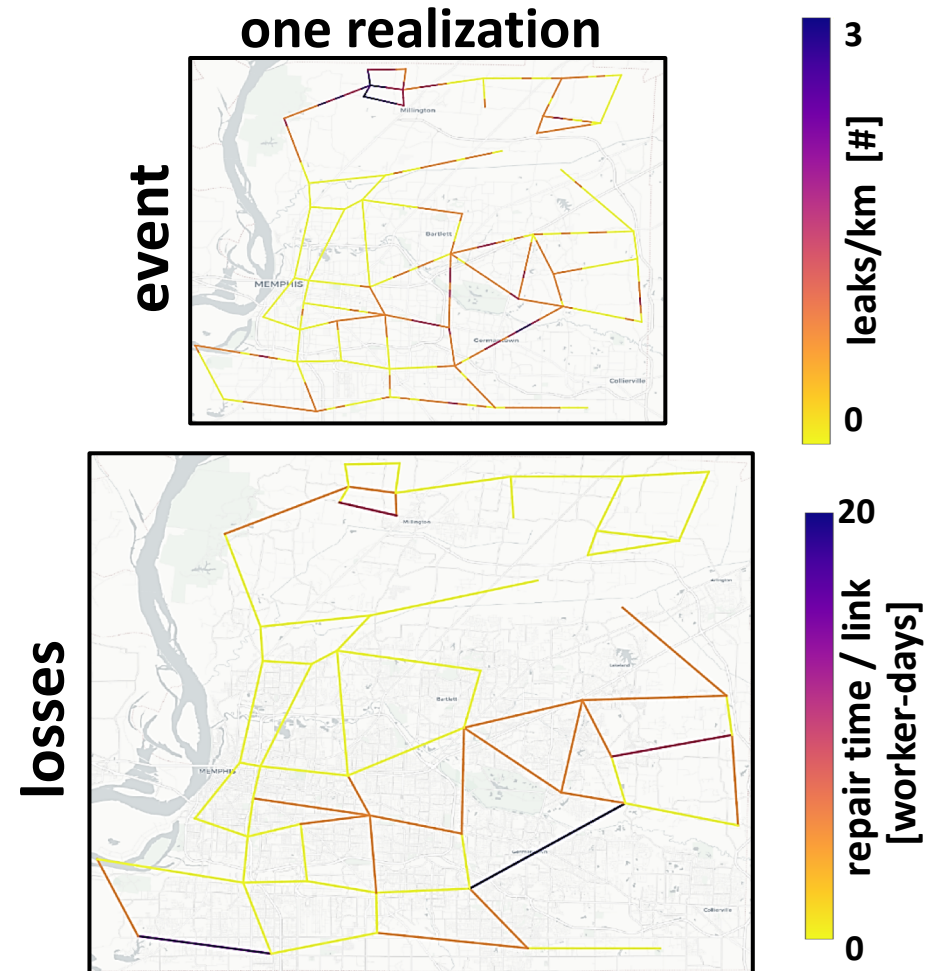 one realization
event
Millington
Bartlett
MEMPHIS
Germantown
Collierville
3
leaks/km [#]
0
losses
Millington
Bartlett
MEMPHIS
Collierville
20
repair time / link
[worker-days]
0